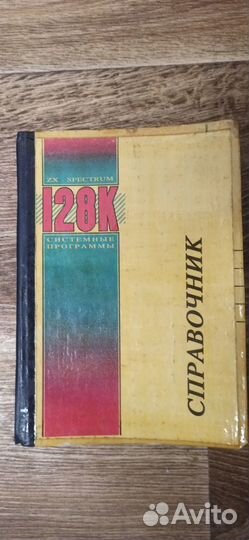 ZX - SPECTRUM
128K
СИСТЕМНЫЕ
ПРОГРАММЫ
СПРАВОЧНИК
Avito